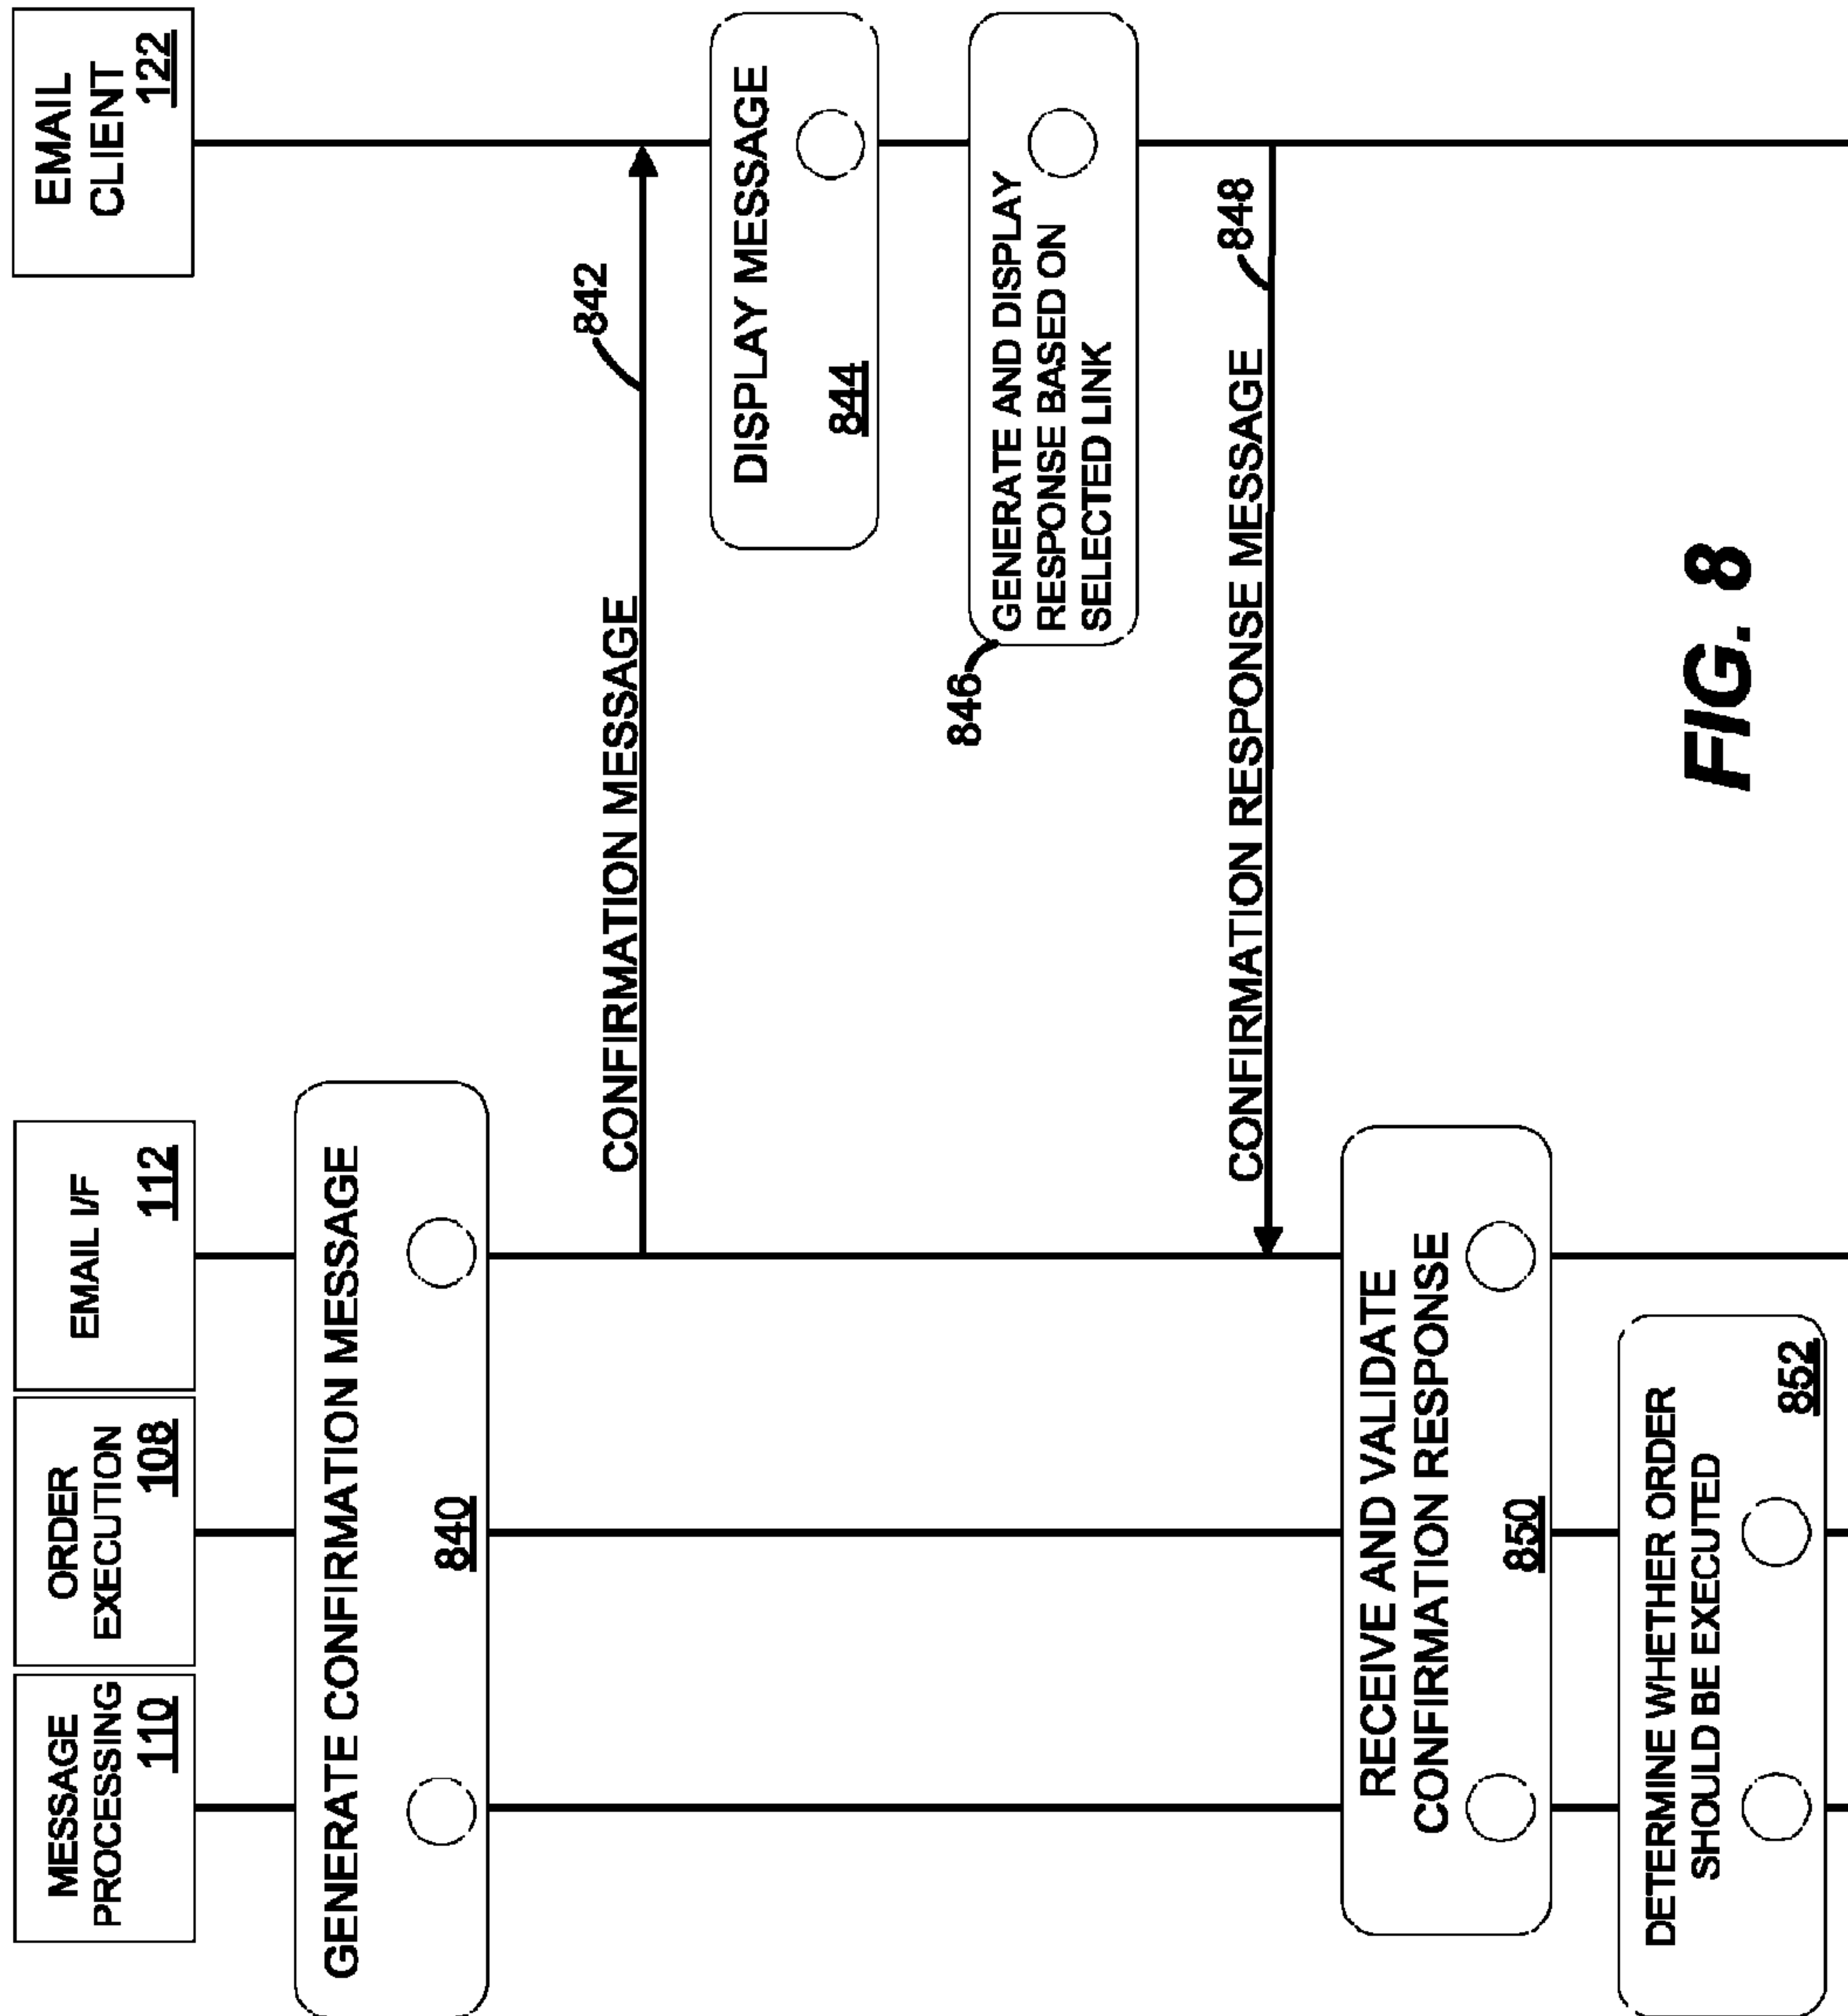 MESSAGE
PROCESSING
110
ORDER
EXECUTION
108
EMAIL I/F
112
EMAIL
CLIENT
122
GENERATE CONFIRMATION MESSAGE
840
842
CONFIRMATION MESSAGE
DISPLAY MESSAGE
844
846
GENERATE AND DISPLAY
RESPONSE BASED ON
SELECTED LINK
848
CONFIRMATION RESPONSE MESSAGE
RECEIVE AND VALIDATE
CONFIRMATION RESPONSE
850
DETERMINE WHETHER ORDER
SHOULD BE EXECUTED
852
FIG. 8